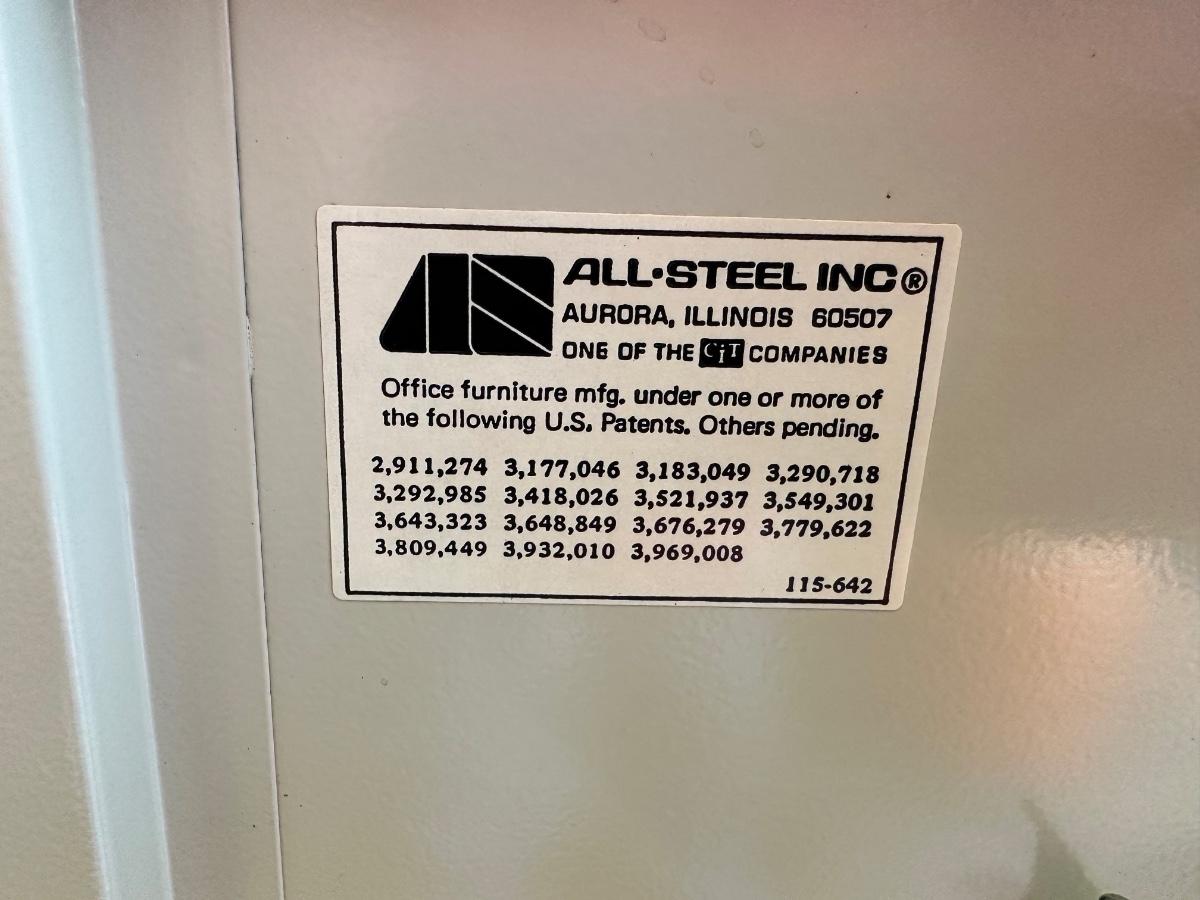 ALL•STEEL INC®
AURORA, ILLINOIS 60507
ONE OF THE CiT COMPANIES
Office furniture mfg. under one or more of
the following U.S. Patents. Others pending.
2,911,274 3,177,046 3,183,049 3,290,718
3,292,985 3,418,026 3,521,937 3,549,301
3,643,323 3,648,849 3,676,279 3,779,622
3,809,449 3,932,010 3,969,008
115-642